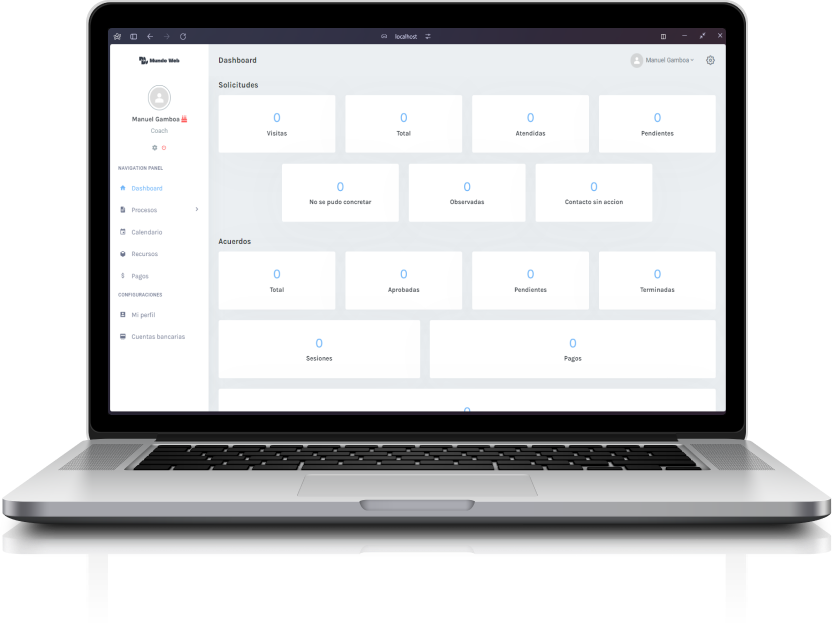 localhost
Mundo Web
Dashboard
Manuel Gamboa
Manuel Gamboa
Coach
NAVIGATION PANEL
Dashboard
Procesos
Calendario
Recursos
Pagos
CONFIGURACIONES
Mi perfil
Cuentas bancarias
Solicitudes
0
Visitas
0
Total
0
Atendidas
0
Pendientes
0
No se pudo concretar
0
Observadas
0
Contacto sin accion
Acuerdos
0
Total
0
Aprobadas
0
Pendientes
0
Terminadas
0
Sesiones
0
Pagos
0